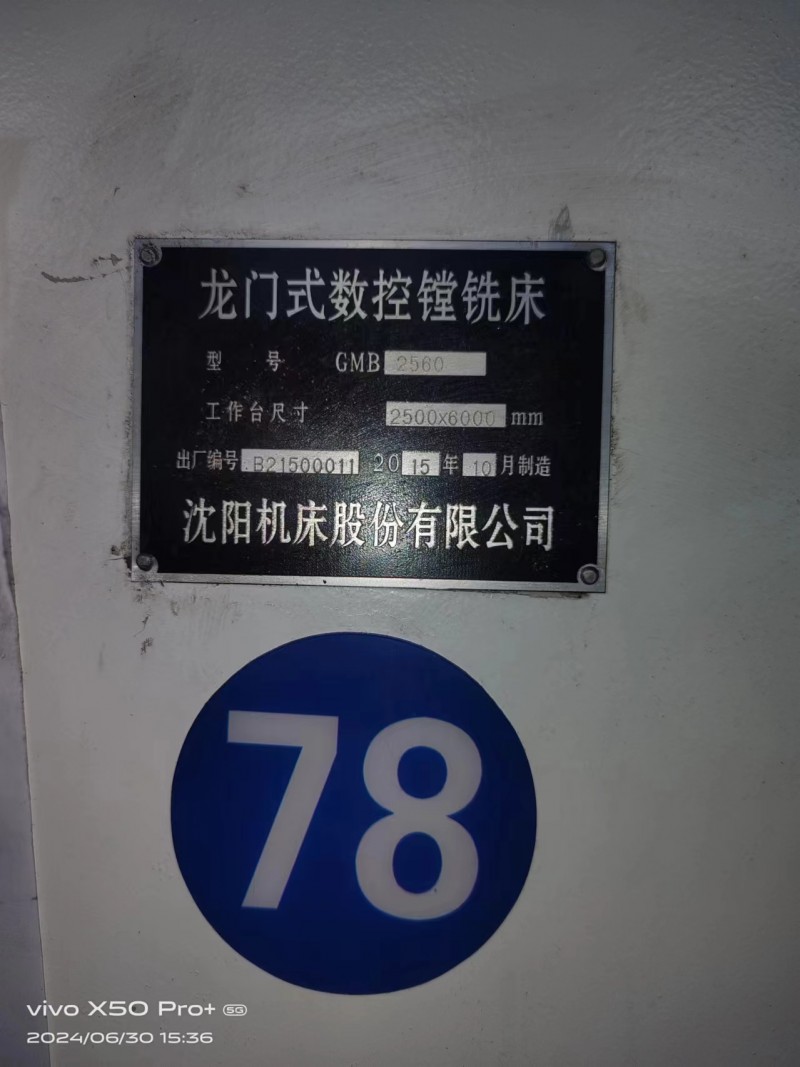 龙门式数控镗铣床
型 号 GMB 2560
工作台尺寸 2500x6000 mm
出厂编号 B21500011 2015年10月制造
沈阳机床股份有限公司
78
vivo X50 Pro+ 5G
2024/06/30 15:36